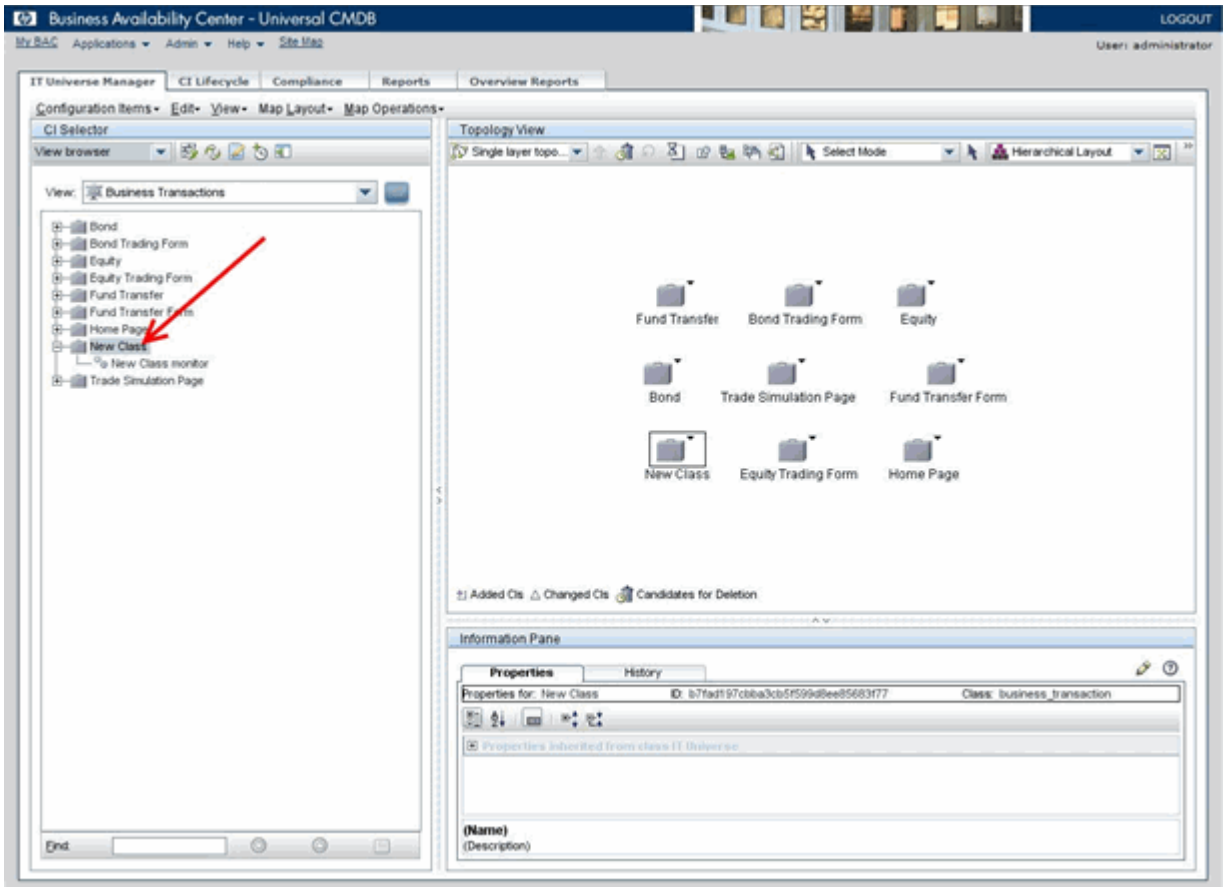 Business Availability Center - Universal CMDB
LOGOUT
My BAC Applications Admin Help Site Map
User: administrator
IT Universe Manager CI Lifecycle Compliance Reports Overview Reports
Configuration Items Edit View Map Layout Map Operations
CI Selector
Topology View
View browser
Single layer topo... Select Mode Hierarchical Layout
View: Business Transactions
Bond
Bond Trading Form
Equity
Equity Trading Form
Fund Transfer
Fund Transfer Form
Home Page
New Class
New Class monitor
Trade Simulation Page
Fund Transfer Bond Trading Form Equity
Bond Trade Simulation Page Fund Transfer Form
New Class Equity Trading Form Home Page
Added CIs Changed CIs Candidates for Deletion
Information Pane
Properties History
Properties for: New Class ID: Class: business_transaction
Properties inherited from class IT Universe
(Name)
(Description)
Find: